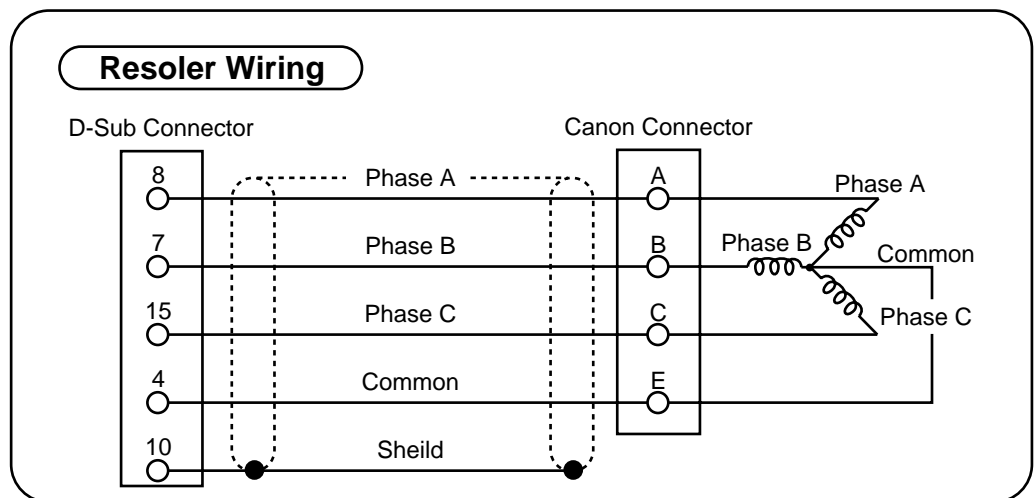 Resoler Wiring
D-Sub Connector
Canon Connector
8
Phase A
A
Phase A
7
Phase B
B
Phase B
Common
15
Phase C
C
Phase C
4
Common
E
10
Sheild